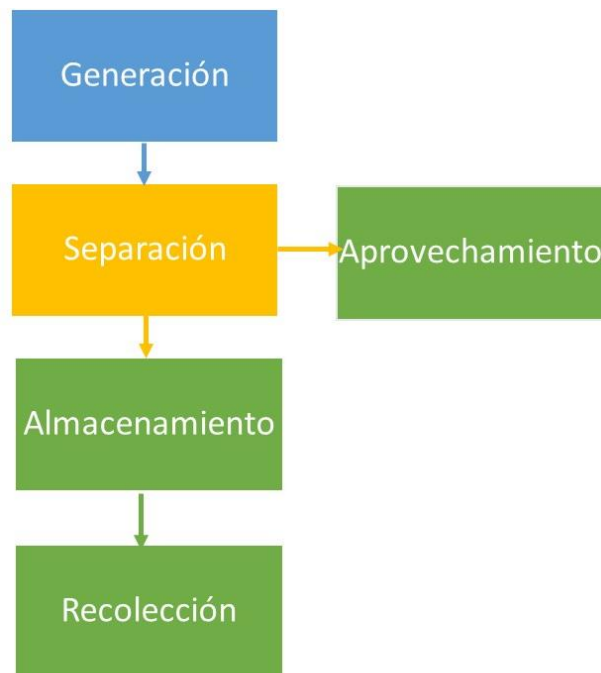 Generación
Separación
Aprovechamiento
Almacenamiento
Recolección